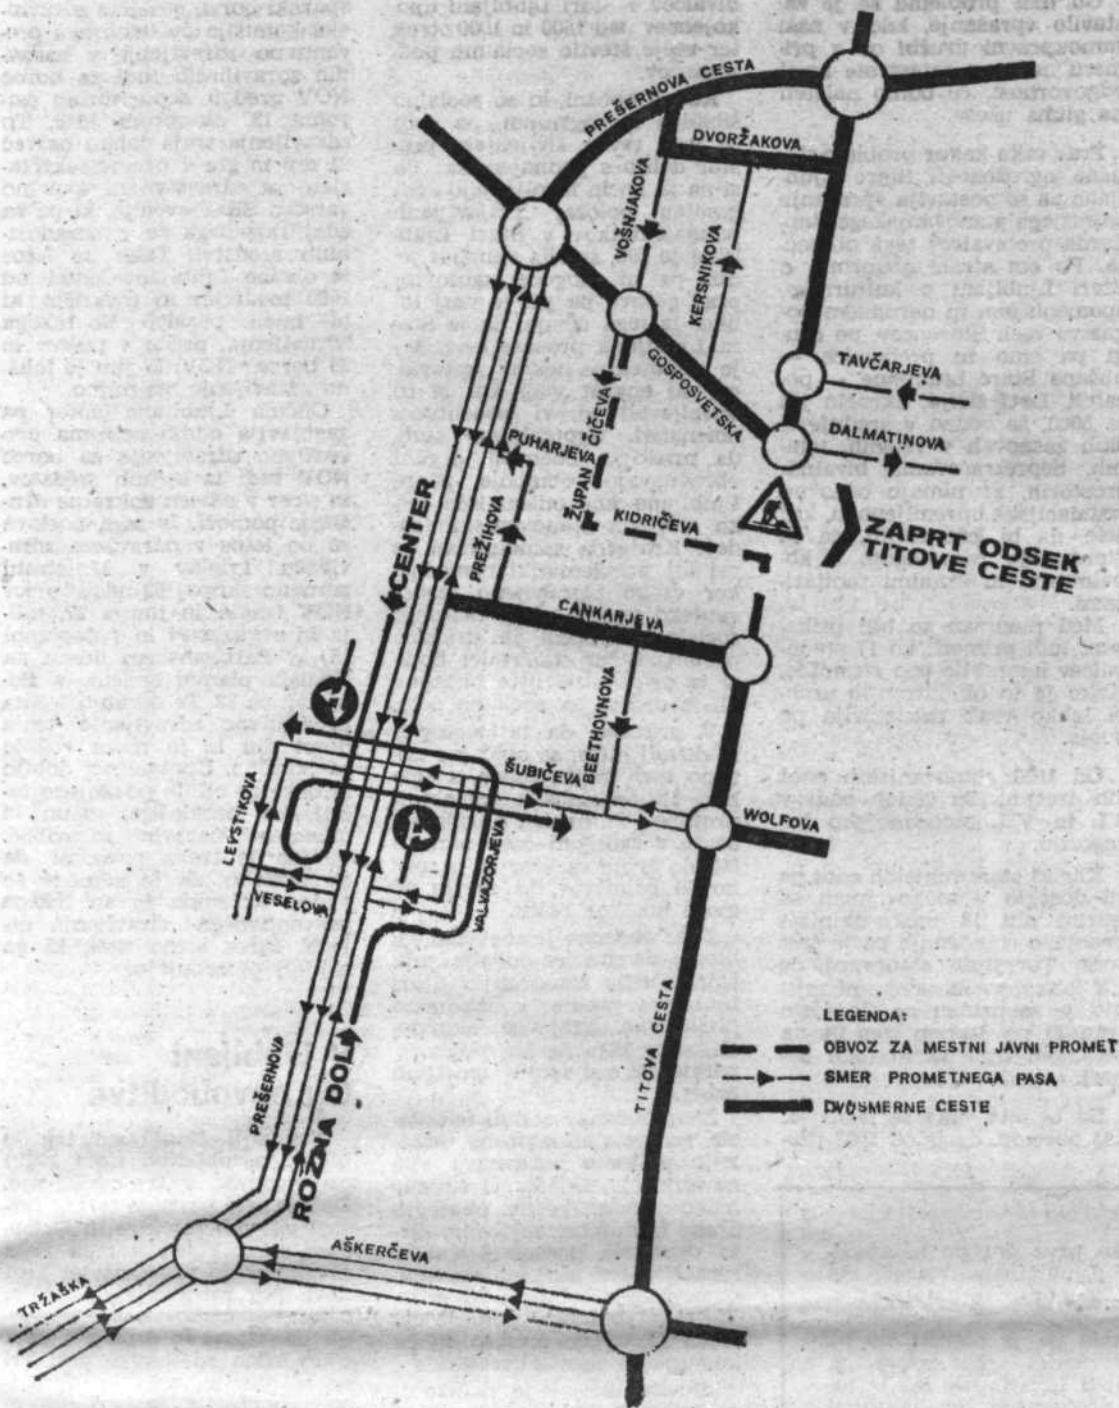 PREŠERNOVA CESTA
DVORŽAKOVA
VOŠNJAKOVA
KERSNIKOVA
TAVČARJEVA
GOSPOSVETSKA
DALMATINOVA
PUHARJEVA
ŽUPANČIČEVA
PREŽIHOVA
KIDRIČEVA
ZAPRT ODSEK
TITOVE CESTE
CENTER
CANKARJEVA
BEETHOVNOVA
ŠUBIČEVA
WOLFOVA
LEVSTIKOVA
VALVAZORJEVA
VESELOVA
PREŠERNOVA
ROŽNA DOL
TITOVA CESTA
AŠKERČEVA
TRŽAŠKA
LEGENDA:
OBVOZ ZA MESTNI JAVNI PROMET
SMER PROMETNEGA PASA
DVOSMERNE CESTE